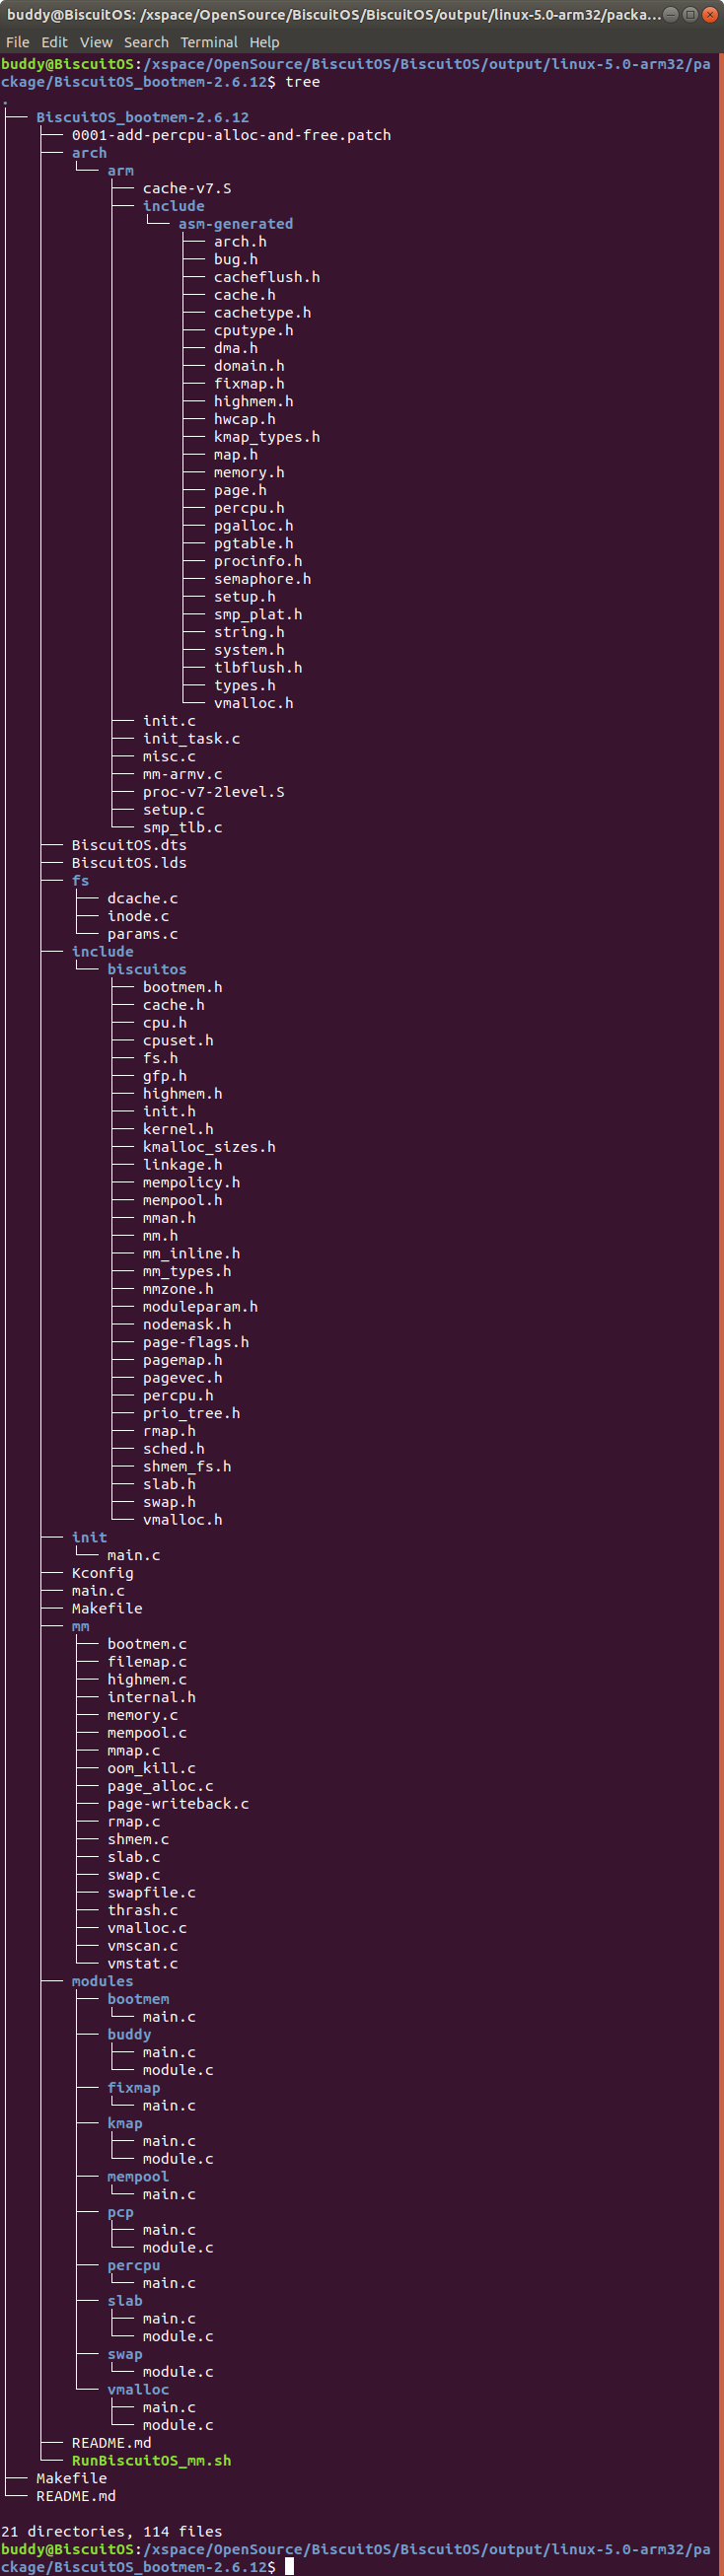 buddy@BiscuitOS: /xspace/OpenSource/BiscuitOS/BiscuitOS/output/linux-5.0-arm32/packa...
File Edit View Search Terminal Help
buddy@BiscuitOS:/xspace/OpenSource/BiscuitOS/BiscuitOS/output/linux-5.0-arm32/pa
ckage/BiscuitOS_bootmem-2.6.12$ tree
.
├── BiscuitOS_bootmem-2.6.12
│   ├── 0001-add-percpu-alloc-and-free.patch
│   ├── arch
│   │   └── arm
│   │       ├── cache-v7.S
│   │       ├── include
│   │       │   └── asm-generated
│   │       │       ├── arch.h
│   │       │       ├── bug.h
│   │       │       ├── cacheflush.h
│   │       │       ├── cache.h
│   │       │       ├── cachetype.h
│   │       │       ├── cputype.h
│   │       │       ├── dma.h
│   │       │       ├── domain.h
│   │       │       ├── fixmap.h
│   │       │       ├── highmem.h
│   │       │       ├── hwcap.h
│   │       │       ├── kmap_types.h
│   │       │       ├── map.h
│   │       │       ├── memory.h
│   │       │       ├── page.h
│   │       │       ├── percpu.h
│   │       │       ├── pgalloc.h
│   │       │       ├── pgtable.h
│   │       │       ├── procinfo.h
│   │       │       ├── semaphore.h
│   │       │       ├── setup.h
│   │       │       ├── smp_plat.h
│   │       │       ├── string.h
│   │       │       ├── system.h
│   │       │       ├── tlbflush.h
│   │       │       ├── types.h
│   │       │       └── vmalloc.h
│   │       ├── init.c
│   │       ├── init_task.c
│   │       ├── misc.c
│   │       ├── mm-armv.c
│   │       ├── proc-v7-2level.S
│   │       ├── setup.c
│   │       └── smp_tlb.c
│   ├── BiscuitOS.dts
│   ├── BiscuitOS.lds
│   ├── fs
│   │   ├── dcache.c
│   │   ├── inode.c
│   │   └── params.c
│   ├── include
│   │   └── biscuitos
│   │       ├── bootmem.h
│   │       ├── cache.h
│   │       ├── cpu.h
│   │       ├── cpuset.h
│   │       ├── fs.h
│   │       ├── gfp.h
│   │       ├── highmem.h
│   │       ├── init.h
│   │       ├── kernel.h
│   │       ├── kmalloc_sizes.h
│   │       ├── linkage.h
│   │       ├── mempolicy.h
│   │       ├── mempool.h
│   │       ├── mman.h
│   │       ├── mm.h
│   │       ├── mm_inline.h
│   │       ├── mm_types.h
│   │       ├── mmzone.h
│   │       ├── moduleparam.h
│   │       ├── nodemask.h
│   │       ├── page-flags.h
│   │       ├── pagemap.h
│   │       ├── pagevec.h
│   │       ├── percpu.h
│   │       ├── prio_tree.h
│   │       ├── rmap.h
│   │       ├── sched.h
│   │       ├── shmem_fs.h
│   │       ├── slab.h
│   │       ├── swap.h
│   │       └── vmalloc.h
│   ├── init
│   │   └── main.c
│   ├── Kconfig
│   ├── main.c
│   ├── Makefile
│   ├── mm
│   │   ├── bootmem.c
│   │   ├── filemap.c
│   │   ├── highmem.c
│   │   ├── internal.h
│   │   ├── memory.c
│   │   ├── mempool.c
│   │   ├── mmap.c
│   │   ├── oom_kill.c
│   │   ├── page_alloc.c
│   │   ├── page-writeback.c
│   │   ├── rmap.c
│   │   ├── shmem.c
│   │   ├── slab.c
│   │   ├── swap.c
│   │   ├── swapfile.c
│   │   ├── thrash.c
│   │   ├── vmalloc.c
│   │   ├── vmscan.c
│   │   └── vmstat.c
│   ├── modules
│   │   ├── bootmem
│   │   │   └── main.c
│   │   ├── buddy
│   │   │   ├── main.c
│   │   │   └── module.c
│   │   ├── fixmap
│   │   │   └── main.c
│   │   ├── kmap
│   │   │   ├── main.c
│   │   │   └── module.c
│   │   ├── mempool
│   │   │   └── main.c
│   │   ├── pcp
│   │   │   ├── main.c
│   │   │   └── module.c
│   │   ├── percpu
│   │   │   └── main.c
│   │   ├── slab
│   │   │   ├── main.c
│   │   │   └── module.c
│   │   ├── swap
│   │   │   └── module.c
│   │   └── vmalloc
│   │       ├── main.c
│   │       └── module.c
│   ├── README.md
│   └── RunBiscuitOS_mm.sh
├── Makefile
└── README.md
21 directories, 114 files
buddy@BiscuitOS:/xspace/OpenSource/BiscuitOS/BiscuitOS/output/linux-5.0-arm32/pa
ckage/BiscuitOS_bootmem-2.6.12$